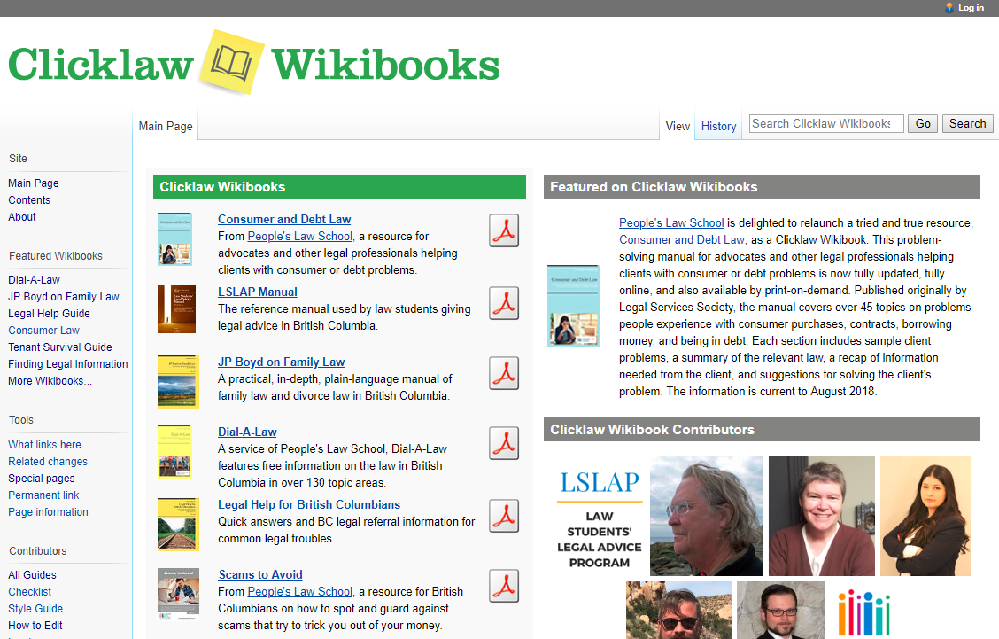 Log in
Clicklaw Wikibooks
Main Page
View
History
Search Clicklaw Wikibooks
Go
Search
Site
Main Page
Contents
About
Featured Wikibooks
Dial-A-Law
JP Boyd on Family Law
Legal Help Guide
Consumer Law
Tenant Survival Guide
Finding Legal Information
More Wikibooks...
Tools
What links here
Related changes
Special pages
Permanent link
Page information
Contributors
All Guides
Checklist
Style Guide
How to Edit
Clicklaw Wikibooks
Consumer and Debt Law
From People's Law School, a resource for
advocates and other legal professionals helping
clients with consumer or debt problems.
LSLAP Manual
The reference manual used by law students giving
legal advice in British Columbia.
JP Boyd on Family Law
A practical, in-depth, plain-language manual of
family law and divorce law in British Columbia.
Dial-A-Law
A service of People's Law School, Dial-A-Law
features free information on the law in British
Columbia in over 130 topic areas.
Legal Help for British Columbians
Quick answers and BC legal referral information for
common legal troubles.
Scams to Avoid
Scams to Avoid
From People's Law School, a resource for British
Columbians on how to spot and guard against
scams that try to trick you out of your money.
Featured on Clicklaw Wikibooks
Consumer and Debt Law
People's Law School is delighted to relaunch a tried and true resource,
Consumer and Debt Law, as a Clicklaw Wikibook. This problem-
solving manual for advocates and other legal professionals helping
clients with consumer or debt problems is now fully updated, fully
online, and also available by print-on-demand. Published originally by
Legal Services Society, the manual covers over 45 topics on problems
people experience with consumer purchases, contracts, borrowing
money, and being in debt. Each section includes sample client
problems, a summary of the relevant law, a recap of information
needed from the client, and suggestions for solving the client's
problem. The information is current to August 2018.
Clicklaw Wikibook Contributors
LSLAP
LAW
STUDENTS'
LEGAL ADVICE
PROGRAM